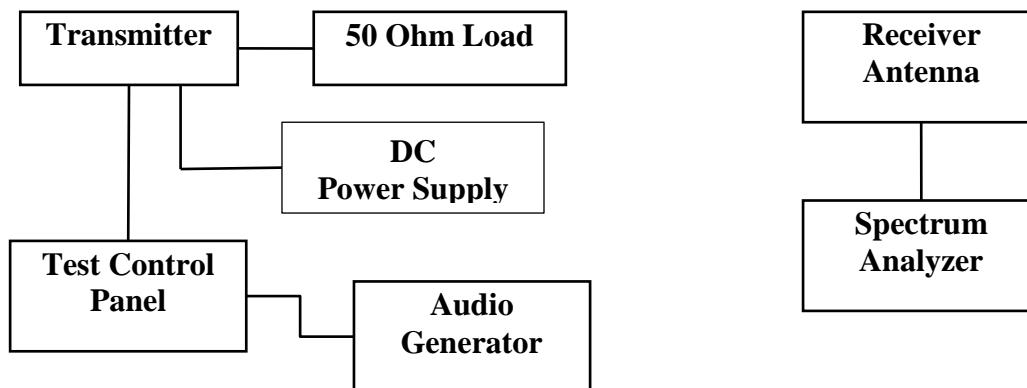 Transmitter
50 Ohm Load
Receiver
Antenna
DC
Power Supply
Test Control
Panel
Audio
Generator
Spectrum
Analyzer